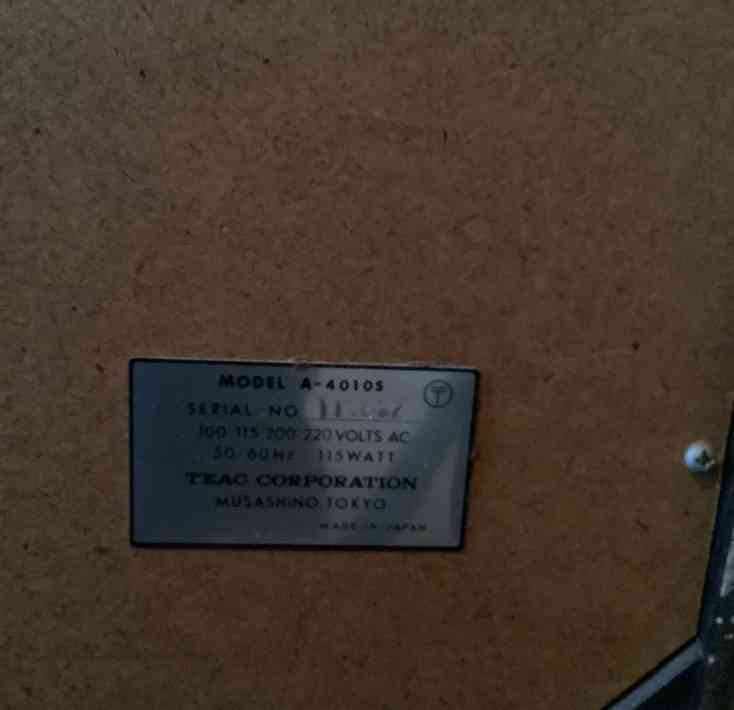 MODEL A-4010S
T
SERIAL NO
100 115 200 220 VOLTS AC
50 60Hz 115WATT
TEAC CORPORATION
MUSASHINO. TOKYO
MADE IN JAPAN